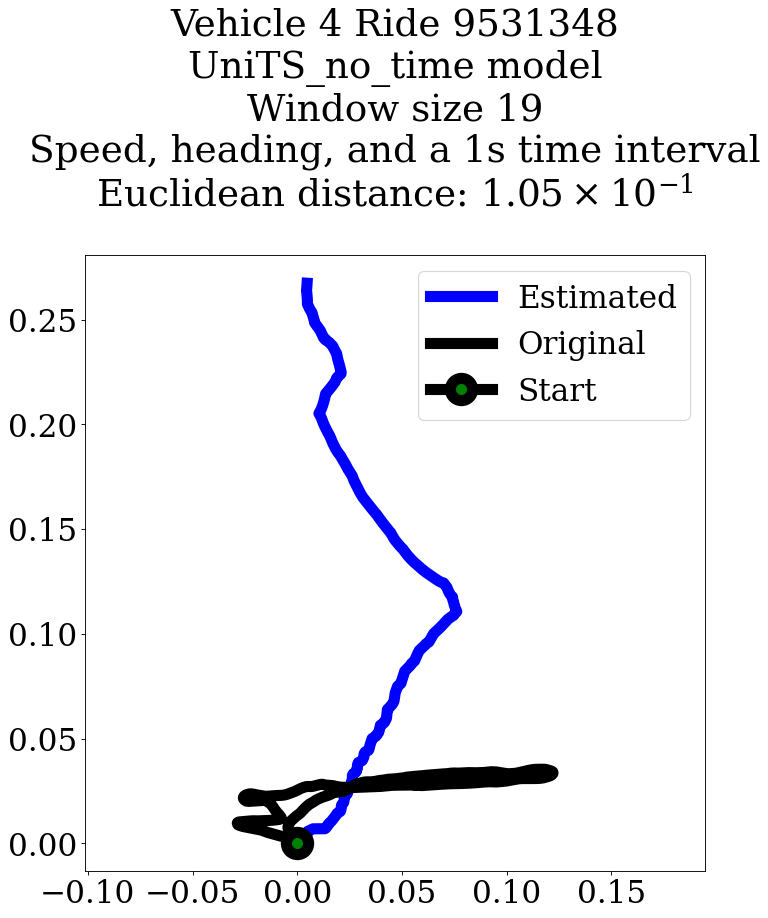 Vehicle 4 Ride 9531348
UniTS_no_time model
Window size 19
Speed, heading, and a 1s time interval
Euclidean distance: 1.05 × 10⁻¹
Estimated
Original
Start
0.25
0.20
0.15
0.10
0.05
0.00
−0.10 −0.05 0.00 0.05 0.10 0.15